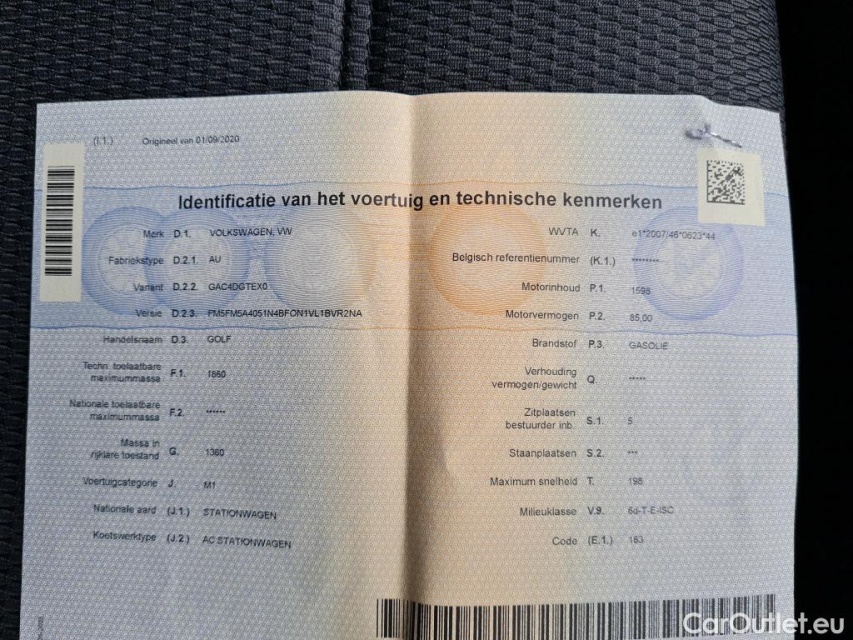 (I.1.) Origineel van 01/09/2020
Identificatie van het voertuig en technische kenmerken
Merk D.1. VOLKSWAGEN, VW
Fabriekstype D.2.1. AU
Variant D.2.2. GAC4DGTEX0
Versie D.2.3. FM5FM5A4051N4BFON1VL1BVR2NA
Handelsnaam D.3. GOLF
Techn. toelaatbare
maximummassa F.1. 1860
Nationale toelaatbare
maximummassa F.2. ******
Massa in
rijklare toestand G. 1360
Voertuigcategorie J. M1
Nationale aard (J.1.) STATIONWAGEN
Koetswerktype (J.2.) AC STATIONWAGEN
WVTA K. e1*2007/46*0623*44
Belgisch referentienummer (K.1.) ********
Motorinhoud P.1. 1598
Motorvermogen P.2. 85,00
Brandstof P.3. GASOLIE
Verhouding
vermogen/gewicht Q. *****
Zitplaatsen
bestuurder inb. S.1. 5
Staanplaatsen S.2. ***
Maximum snelheid T. 198
Milieuklasse V.9. 6d-T-E-ISC
Code (E.1.) 163
CarOutlet.eu